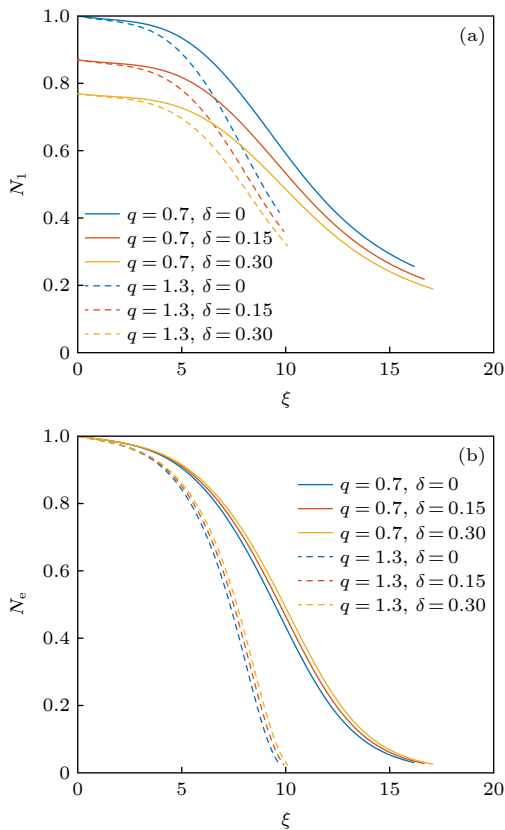 (a)
1.0
0.8
0.6
0.4
0.2
0
N₁
q = 0.7, δ = 0
q = 0.7, δ = 0.15
q = 0.7, δ = 0.30
q = 1.3, δ = 0
q = 1.3, δ = 0.15
q = 1.3, δ = 0.30
0 5 10 15 20
ξ
(b)
1.0
0.8
0.6
0.4
0.2
0
Nₑ
q = 0.7, δ = 0
q = 0.7, δ = 0.15
q = 0.7, δ = 0.30
q = 1.3, δ = 0
q = 1.3, δ = 0.15
q = 1.3, δ = 0.30
0 5 10 15 20
ξ